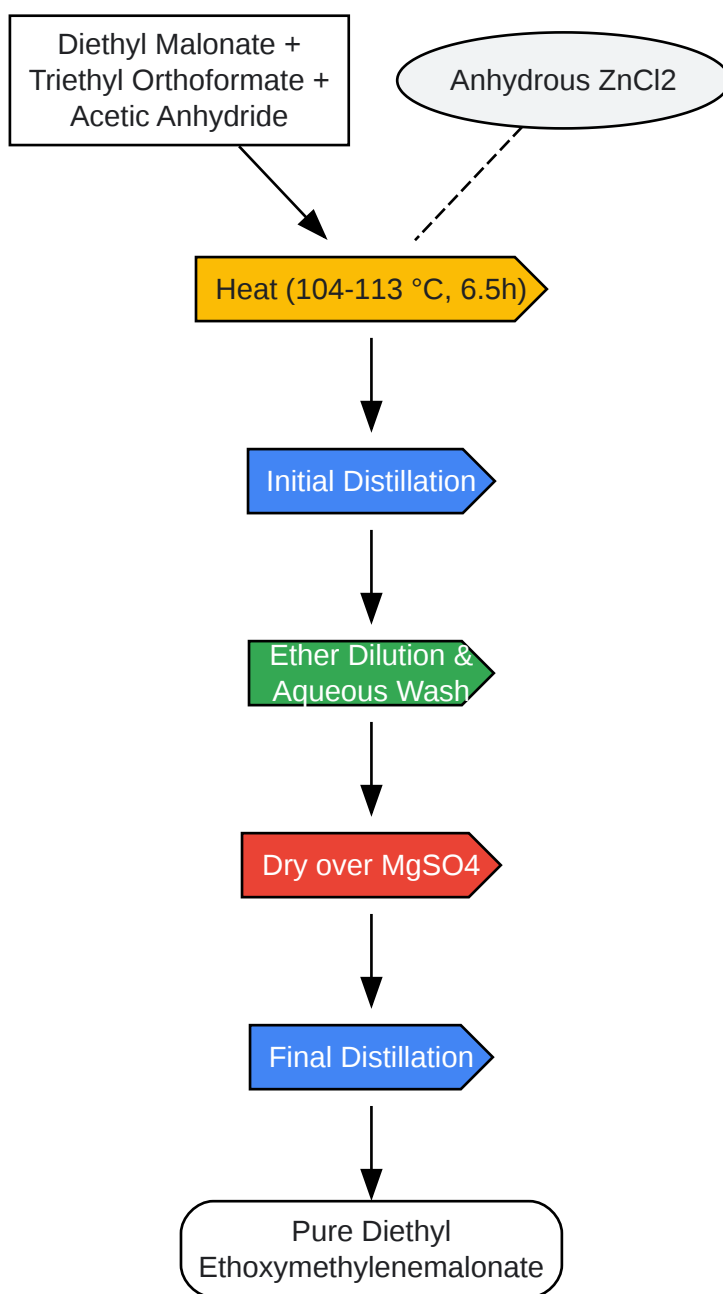 Diethyl Malonate +
Triethyl Orthoformate +
Acetic Anhydride
Anhydrous ZnCl2
Heat (104-113 °C, 6.5h)
Initial Distillation
Ether Dilution &
Aqueous Wash
Dry over MgSO4
Final Distillation
Pure Diethyl
Ethoxymethylenemalonate